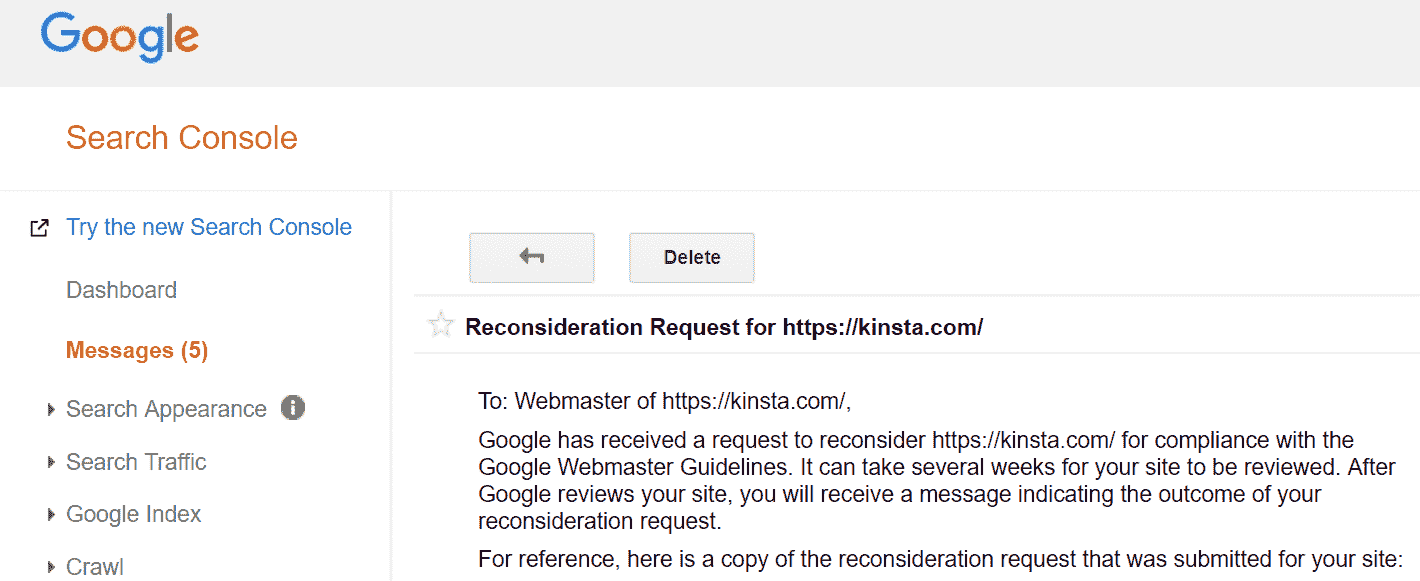 Google
Search Console
Try the new Search Console
Dashboard
Messages (5)
Search Appearance
Search Traffic
Google Index
Crawl
Delete
Reconsideration Request for https://kinsta.com/
To: Webmaster of https://kinsta.com/,
Google has received a request to reconsider https://kinsta.com/ for compliance with the
Google Webmaster Guidelines. It can take several weeks for your site to be reviewed. After
Google reviews your site, you will receive a message indicating the outcome of your
reconsideration request.
For reference, here is a copy of the reconsideration request that was submitted for your site: